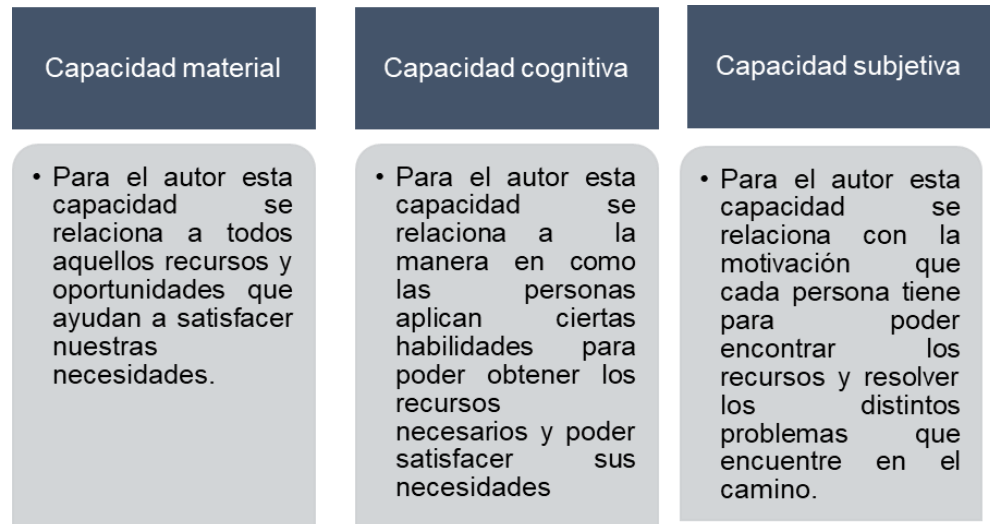 Capacidad material
• Para el autor esta
capacidad se
relaciona a todos
aquellos recursos y
oportunidades que
ayudan a satisfacer
nuestras
necesidades.
Capacidad cognitiva
• Para el autor esta
capacidad se
relaciona a la
manera en como
las personas
aplican ciertas
habilidades para
poder obtener los
recursos
necesarios y poder
satisfacer sus
necesidades
Capacidad subjetiva
• Para el autor esta
capacidad se
relaciona con la
motivación que
cada persona tiene
para poder
encontrar los
recursos y resolver
los distintos
problemas que
encuentre en el
camino.